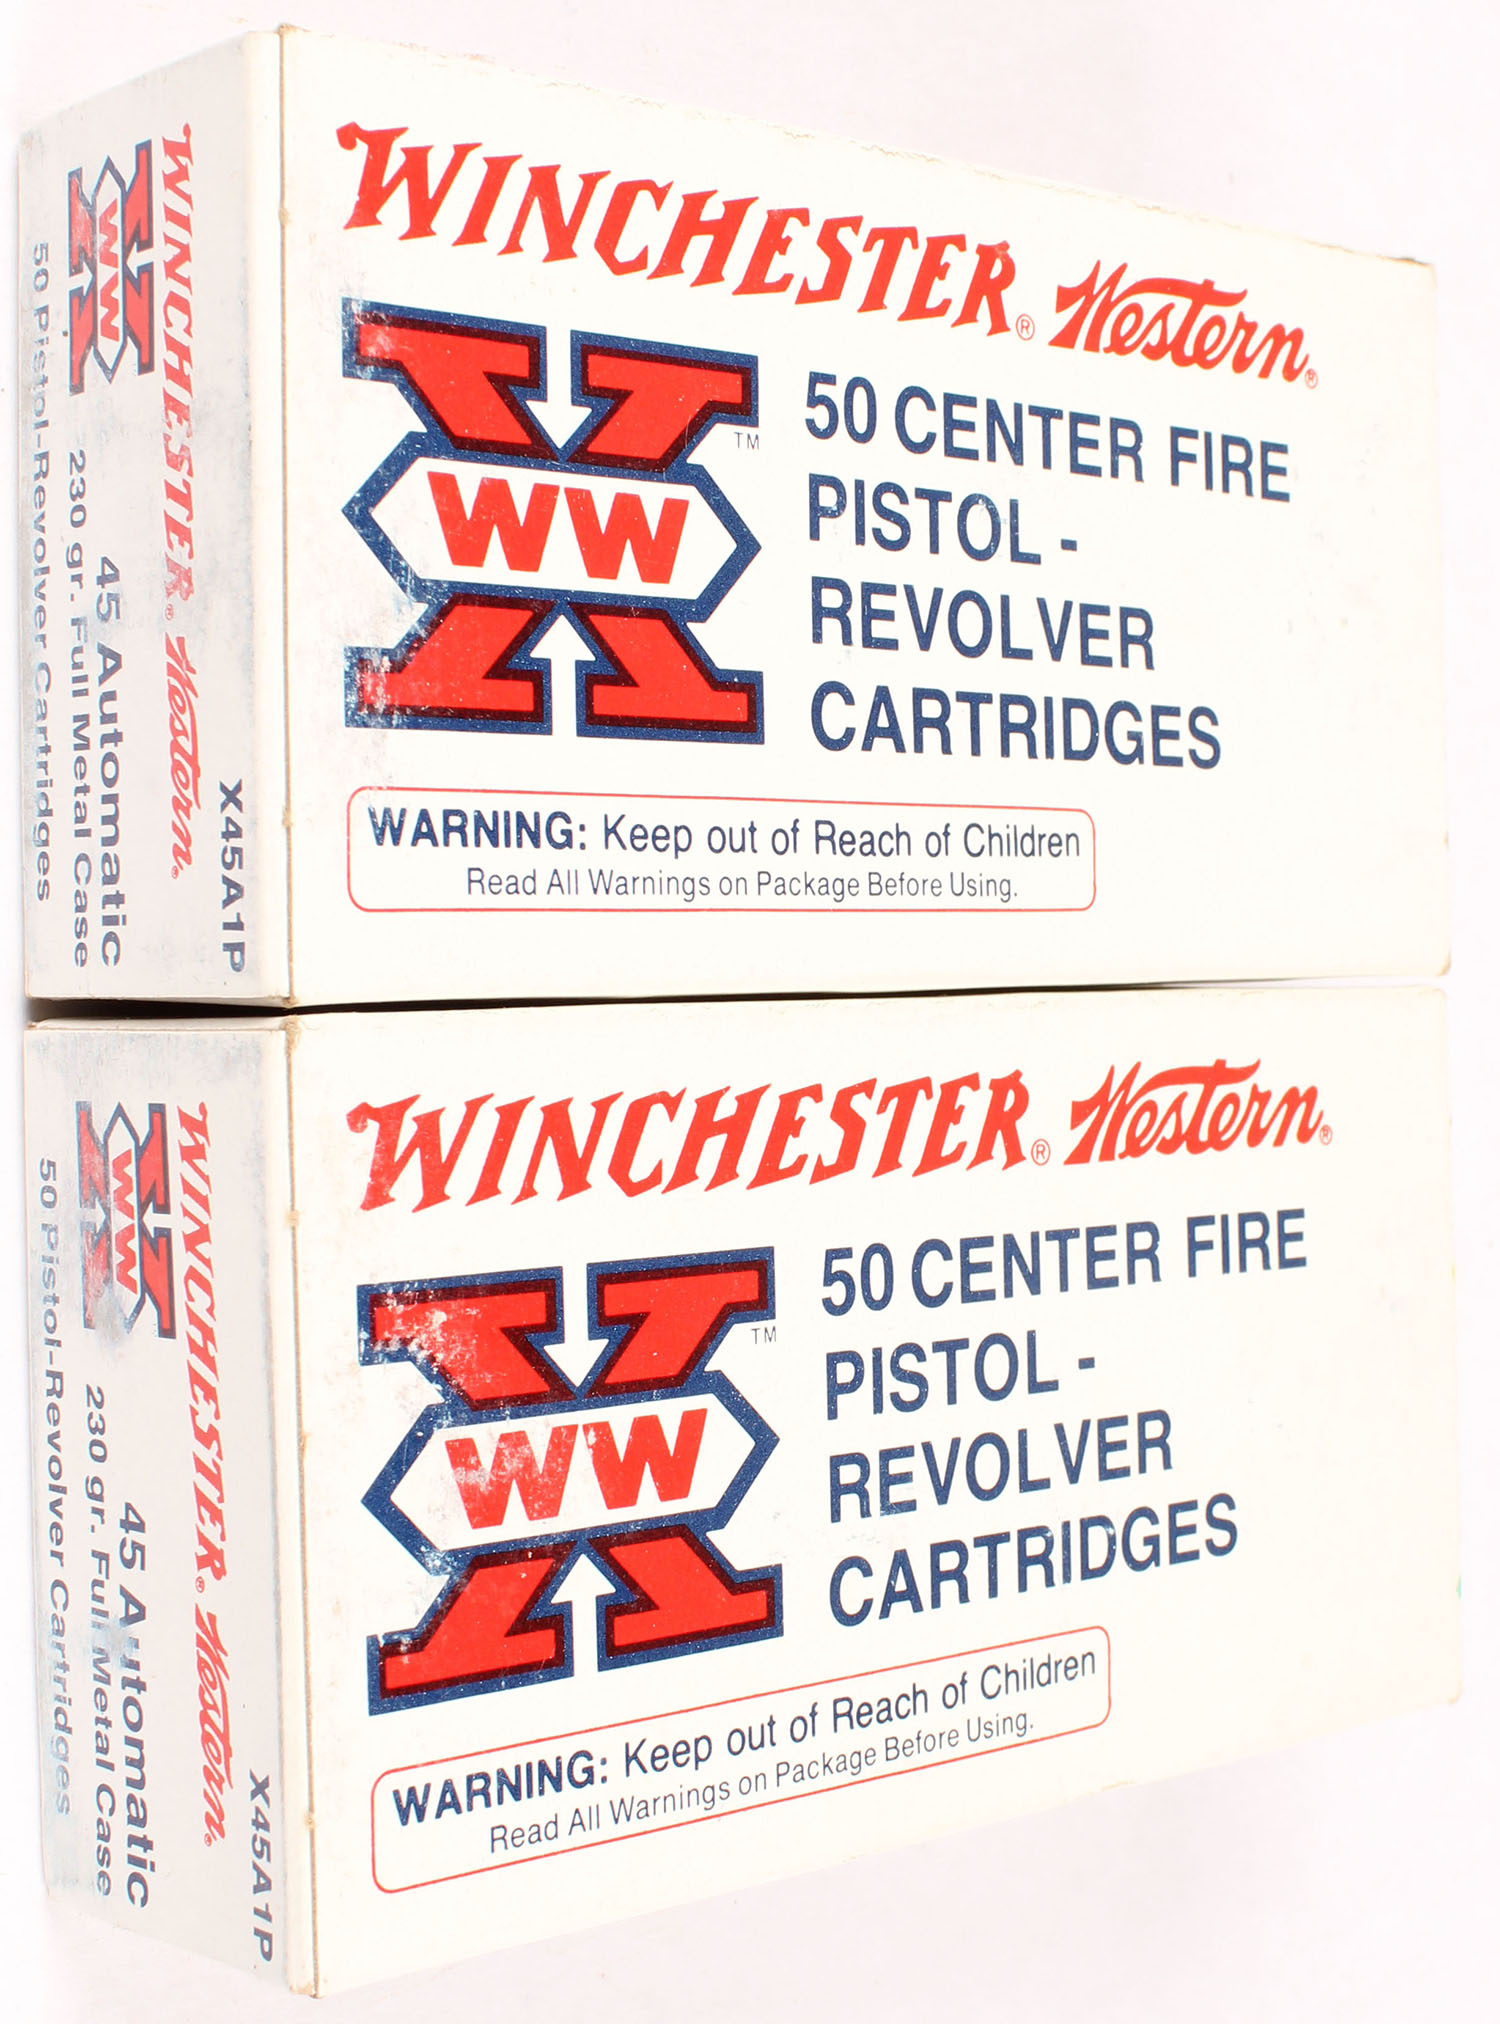 WINCHESTER® Western®
WW
TM
50 CENTER FIRE
PISTOL -
REVOLVER
CARTRIDGES
WARNING: Keep out of Reach of Children
Read All Warnings on Package Before Using.
X45A1P
WINCHESTER® Western®
WW
45 Automatic
230 gr. Full Metal Case
50 Pistol-Revolver Cartridges
WINCHESTER® Western®
WW
TM
50 CENTER FIRE
PISTOL -
REVOLVER
CARTRIDGES
WARNING: Keep out of Reach of Children
Read All Warnings on Package Before Using.
X45A1P
WINCHESTER® Western®
WW
45 Automatic
230 gr. Full Metal Case
50 Pistol-Revolver Cartridges